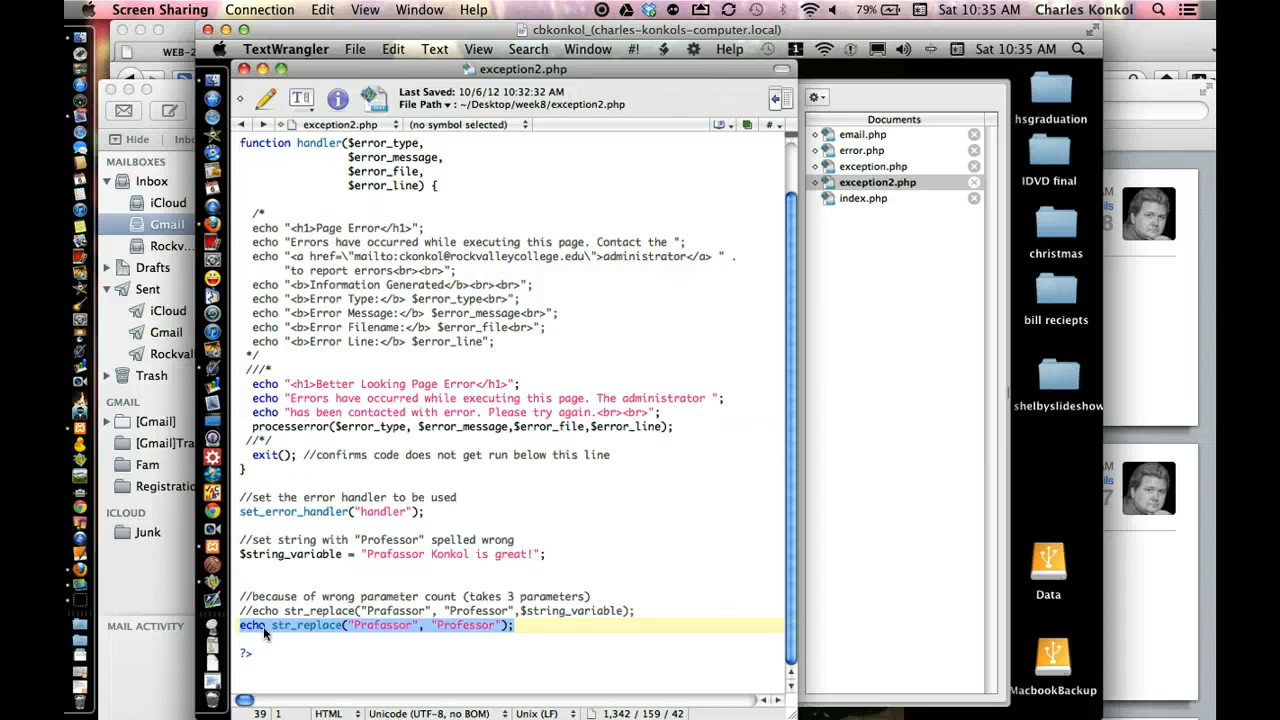 Screen Sharing Connection Edit View Window Help 79% Sat 10:35 AM Charles Konkol
cbkonkol_(charles-konkols-computer.local)
TextWrangler File Edit Text View Search Window #! Help 1 Sat 10:35 AM
WEB-2
exception2.php
Last Saved: 10/6/12 10:32:32 AM
File Path ▾ : ~/Desktop/week8/exception2.php
exception2.php (no symbol selected) #
Hide Inb
MAILBOXES
Inbox
iCloud
Gmail
Rockv...
Drafts
Sent
iCloud
Gmail
Rockvall
Trash
GMAIL
[Gmail]
[Gmail]Tra
Fam
Registratio
ICLOUD
Junk
MAIL ACTIVITY
function handler($error_type,
$error_message,
$error_file,
$error_line) {
/*
echo "<h1>Page Error</h1>";
echo "Errors have occurred while executing this page. Contact the ";
echo "<a href=\"mailto:ckonkol@rockvalleycollege.edu\">administrator</a> " .
"to report errors<br><br>";
echo "<b>Information Generated</b><br><br>";
echo "<b>Error Type:</b> $error_type<br>";
echo "<b>Error Message:</b> $error_message<br>";
echo "<b>Error Filename:</b> $error_file<br>";
echo "<b>Error Line:</b> $error_line";
*/
///*
echo "<h1>Better Looking Page Error</h1>";
echo "Errors have occurred while executing this page. The administrator ";
echo "has been contacted with error. Please try again.<br><br>";
processerror($error_type, $error_message,$error_file,$error_line);
//*/
exit(); //confirms code does not get run below this line
}
//set the error handler to be used
set_error_handler("handler");
//set string with "Professor" spelled wrong
$string_variable = "Prafassor Konkol is great!";
//because of wrong parameter count (takes 3 parameters)
//echo str_replace("Prafassor", "Professor",$string_variable);
echo str_replace("Prafassor", "Professor");
?>
39 1 HTML Unicode (UTF-8, no BOM) Unix (LF) 1,342 / 159 / 42
Documents
email.php
error.php
exception.php
exception2.php
index.php
hsgraduation
IDVD final
christmas
bill reciepts
shelbyslideshow
Data
MacbookBackup